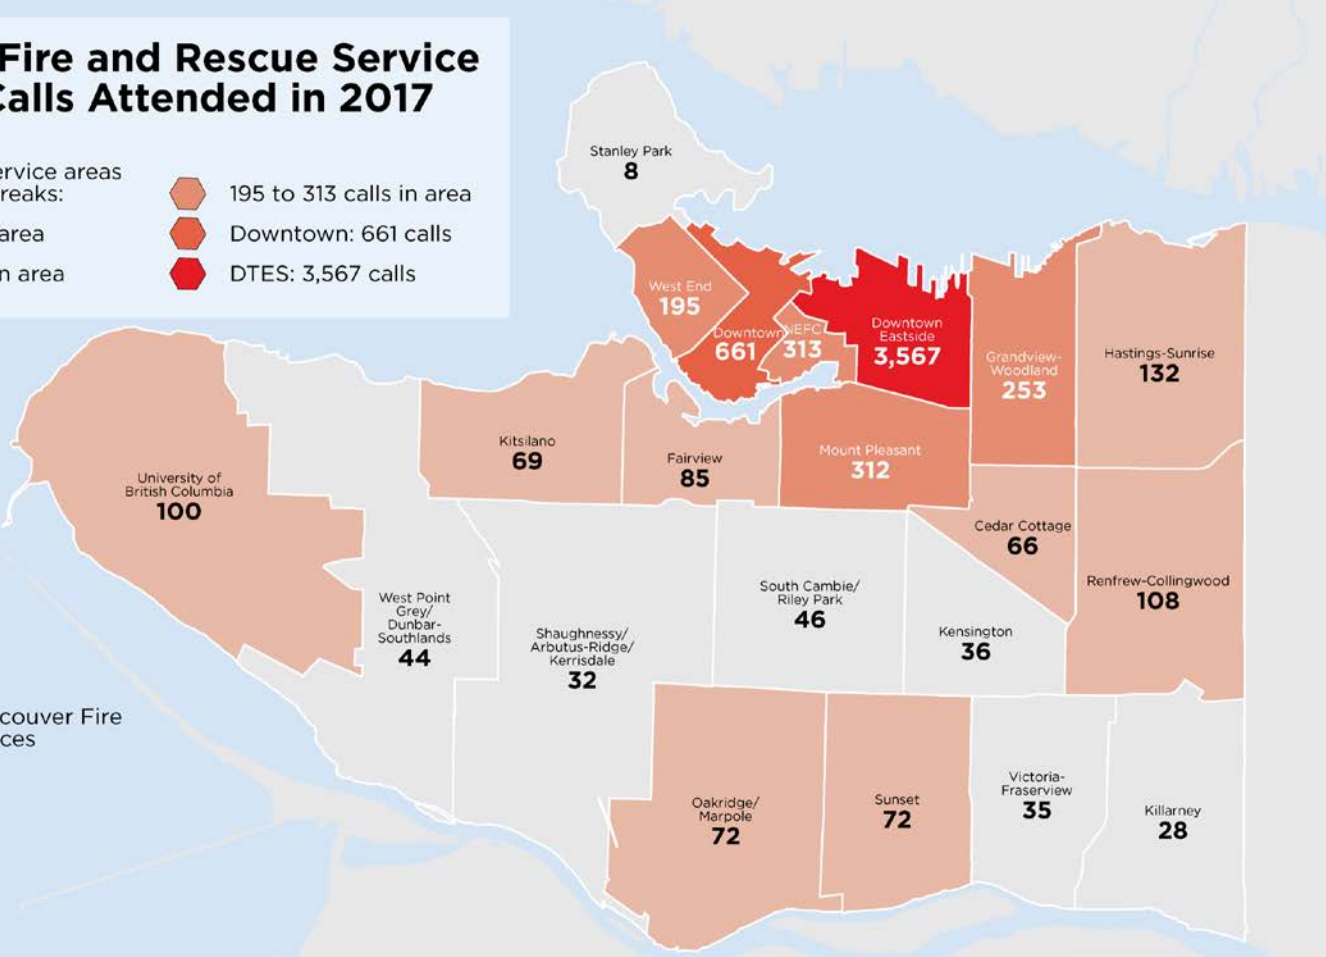 Fire and Rescue Service
Calls Attended in 2017
ervice areas
reaks:
area
n area
195 to 313 calls in area
Downtown: 661 calls
DTES: 3,567 calls
Stanley Park
8
West End
195
Downtown
661
NEFC
313
Downtown
Eastside
3,567
Grandview-
Woodland
253
Hastings-Sunrise
132
Kitsilano
69
Fairview
85
Mount Pleasant
312
University of
British Columbia
100
Cedar Cottage
66
Renfrew-Collingwood
108
West Point
Grey/
Dunbar-
Southlands
44
Shaughnessy/
Arbutus-Ridge/
Kerrisdale
32
South Cambie/
Riley Park
46
Kensington
36
couver Fire
ces
Oakridge/
Marpole
72
Sunset
72
Victoria-
Fraserview
35
Killarney
28